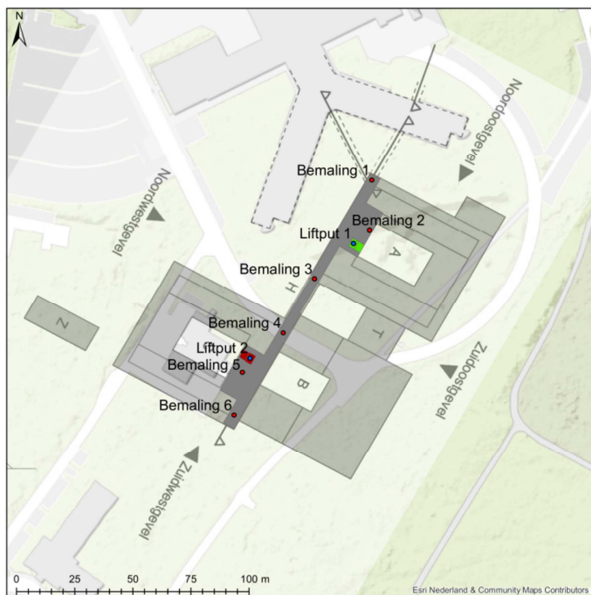 N
Noordoostgevel
Noordwestgevel
Bemaling 1
Bemaling 2
Liftput 1
A
Bemaling 3
H
Z
Bemaling 4
T
Liftput 2
Bemaling 5
B
Zuidoostgevel
Bemaling 6
Zuidwestgevel
0 25 50 100 m
Esri Nederland & Community Maps Contributors